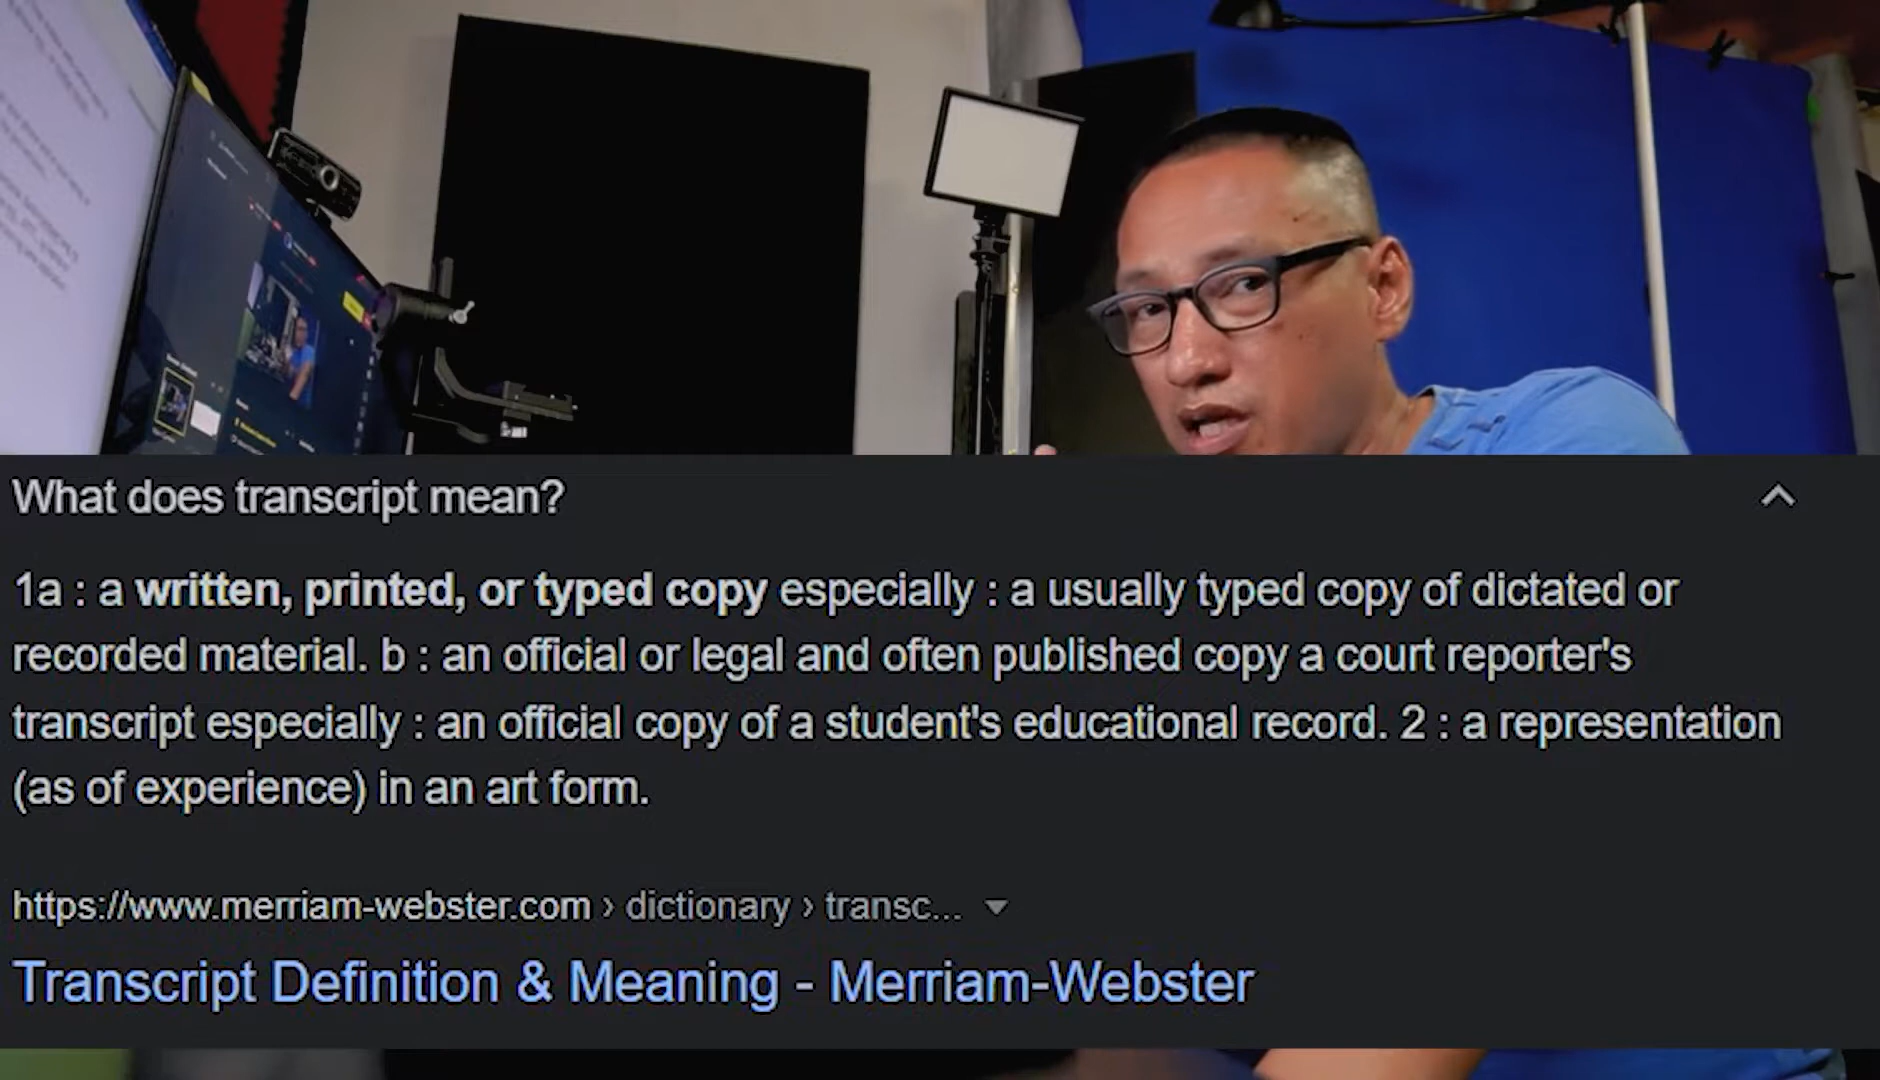 What does transcript mean?
1a : a written, printed, or typed copy especially : a usually typed copy of dictated or
recorded material. b : an official or legal and often published copy a court reporter's
transcript especially : an official copy of a student's educational record. 2 : a representation
(as of experience) in an art form.
https://www.merriam-webster.com › dictionary › transc...
Transcript Definition & Meaning - Merriam-Webster